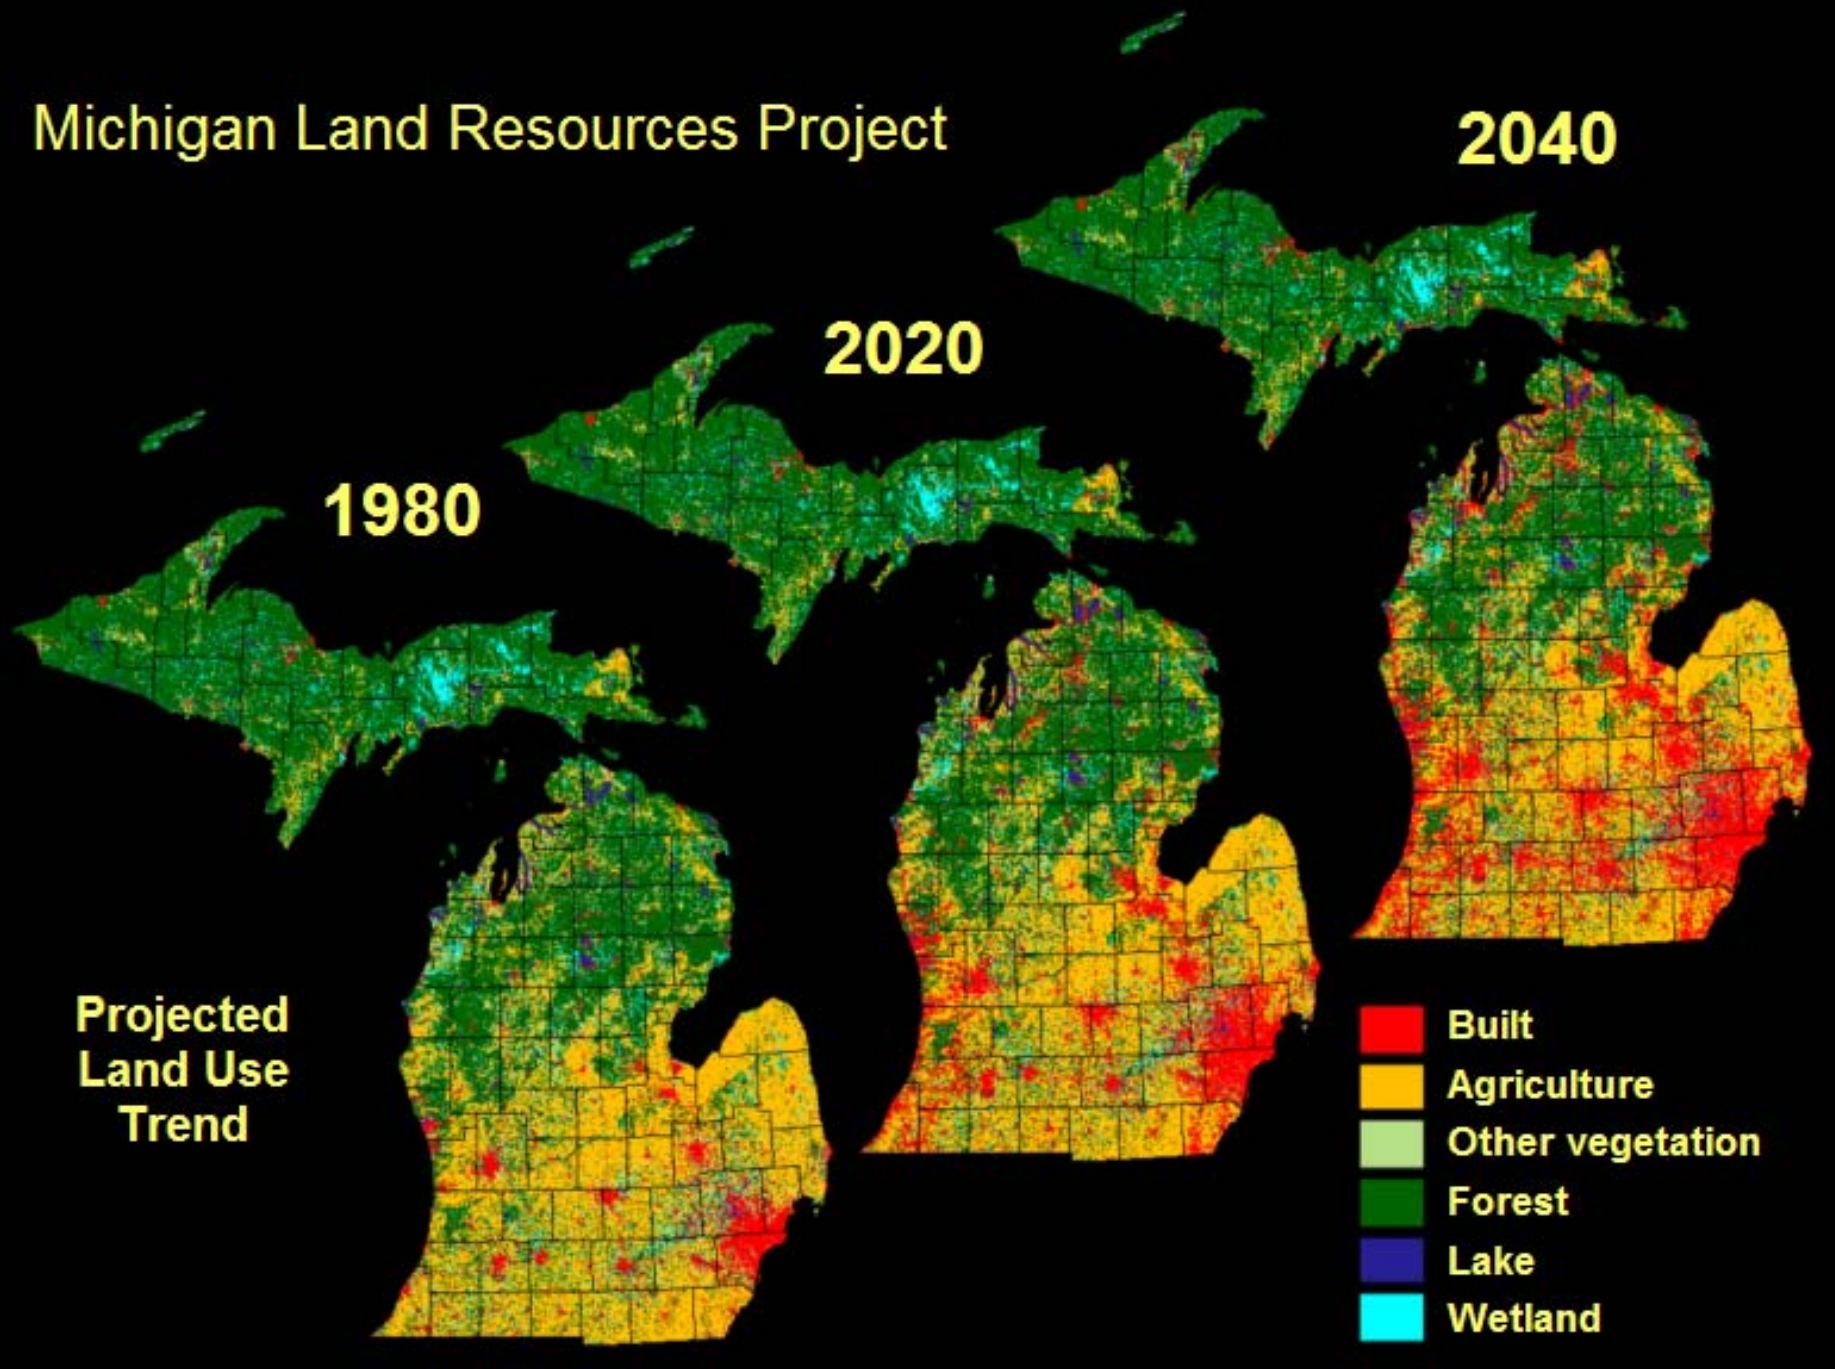 Michigan Land Resources Project
2040
2020
1980
Projected
Land Use
Trend
Built
Agriculture
Other vegetation
Forest
Lake
Wetland